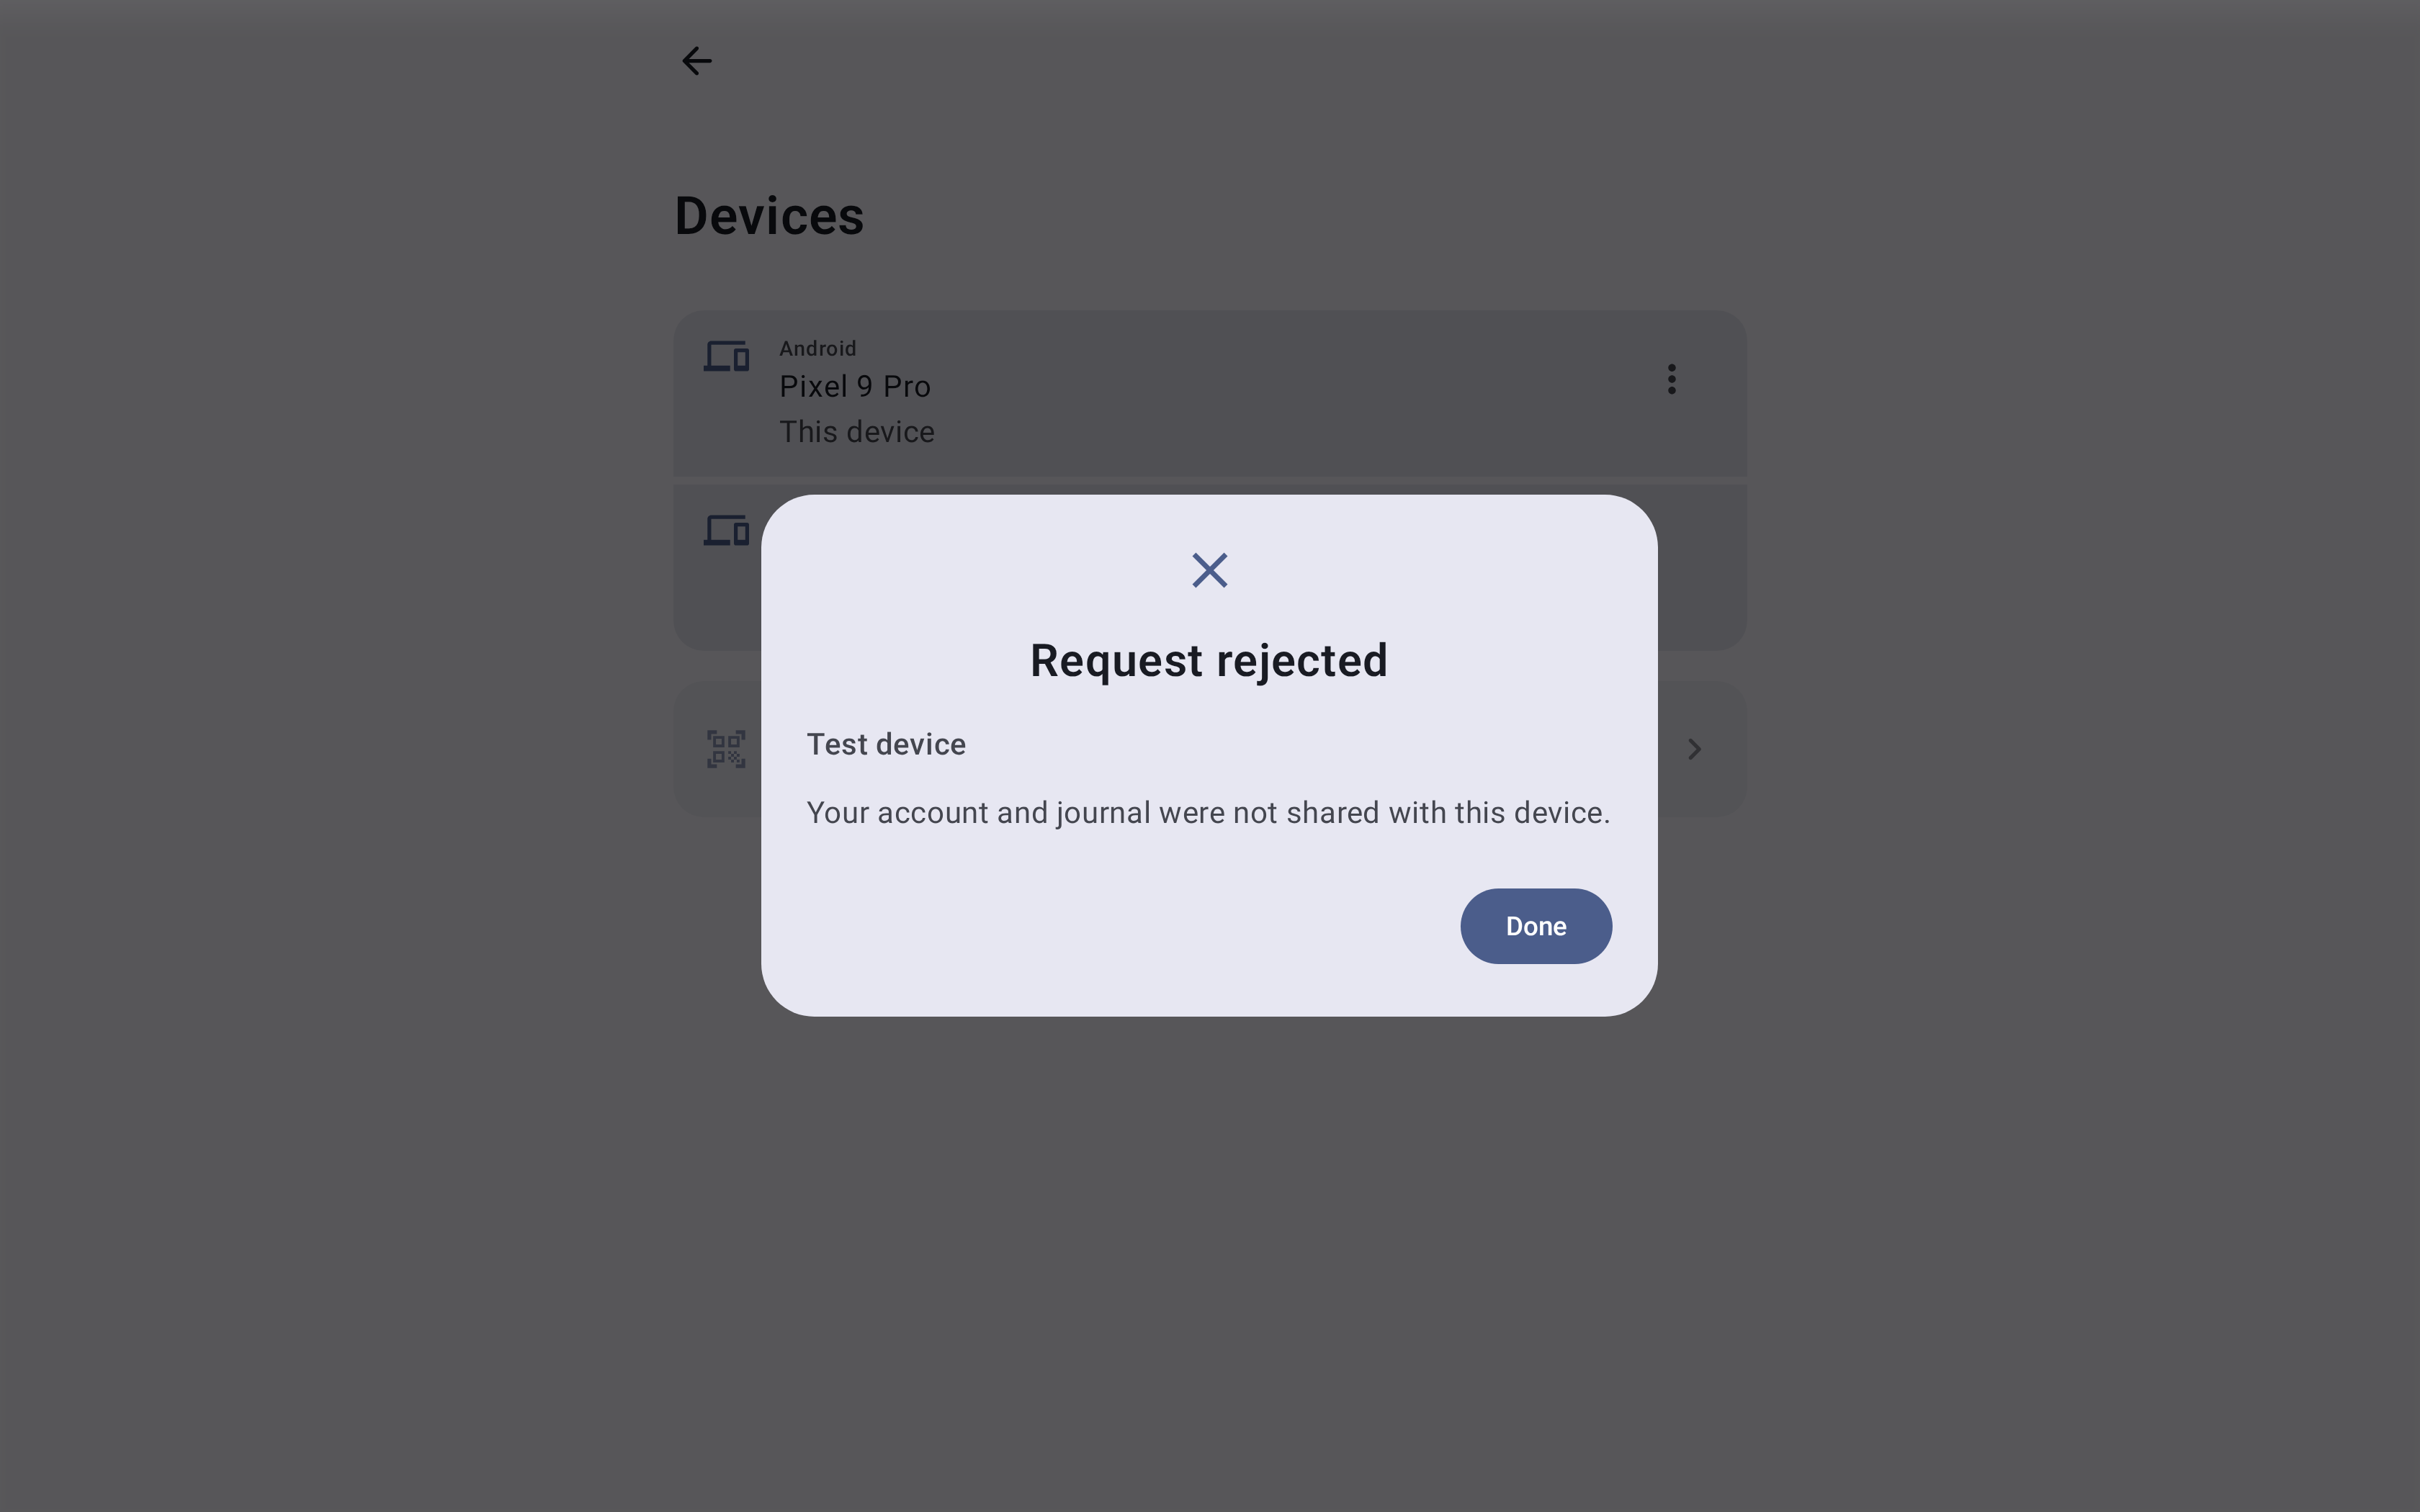 Devices
Android
Pixel 9 Pro
This device
Request rejected
Test device
Your account and journal were not shared with this device.
Done